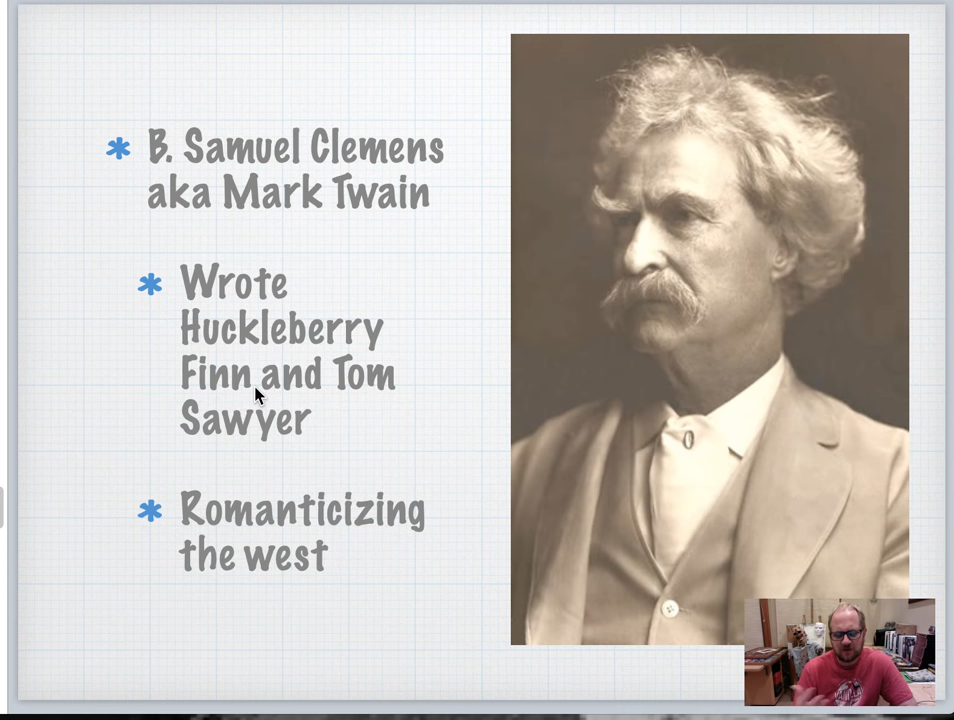 B. Samuel Clemens
aka Mark Twain
Wrote
Huckleberry
Finn and Tom
Sawyer
Romanticizing
the west